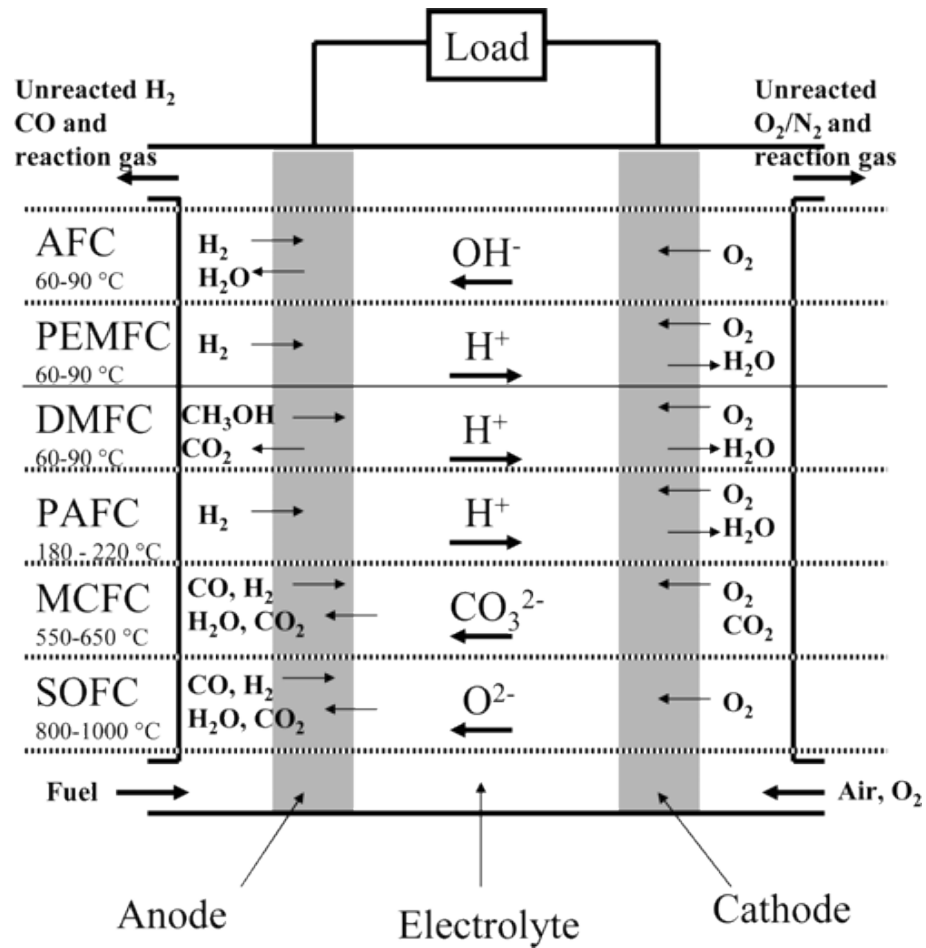 Load
Unreacted H₂
CO and
reaction gas
Unreacted
O₂/N₂ and
reaction gas
AFC
60-90 °C
H₂
H₂O
OH⁻
O₂
PEMFC
60-90 °C
H₂
H⁺
O₂
H₂O
DMFC
60-90 °C
CH₃OH
CO₂
H⁺
O₂
H₂O
PAFC
180 - 220 °C
H₂
H⁺
O₂
H₂O
MCFC
550-650 °C
CO, H₂
H₂O, CO₂
CO₃²⁻
O₂
CO₂
SOFC
800-1000 °C
CO, H₂
H₂O, CO₂
O²⁻
O₂
Fuel
Air, O₂
Anode
Electrolyte
Cathode